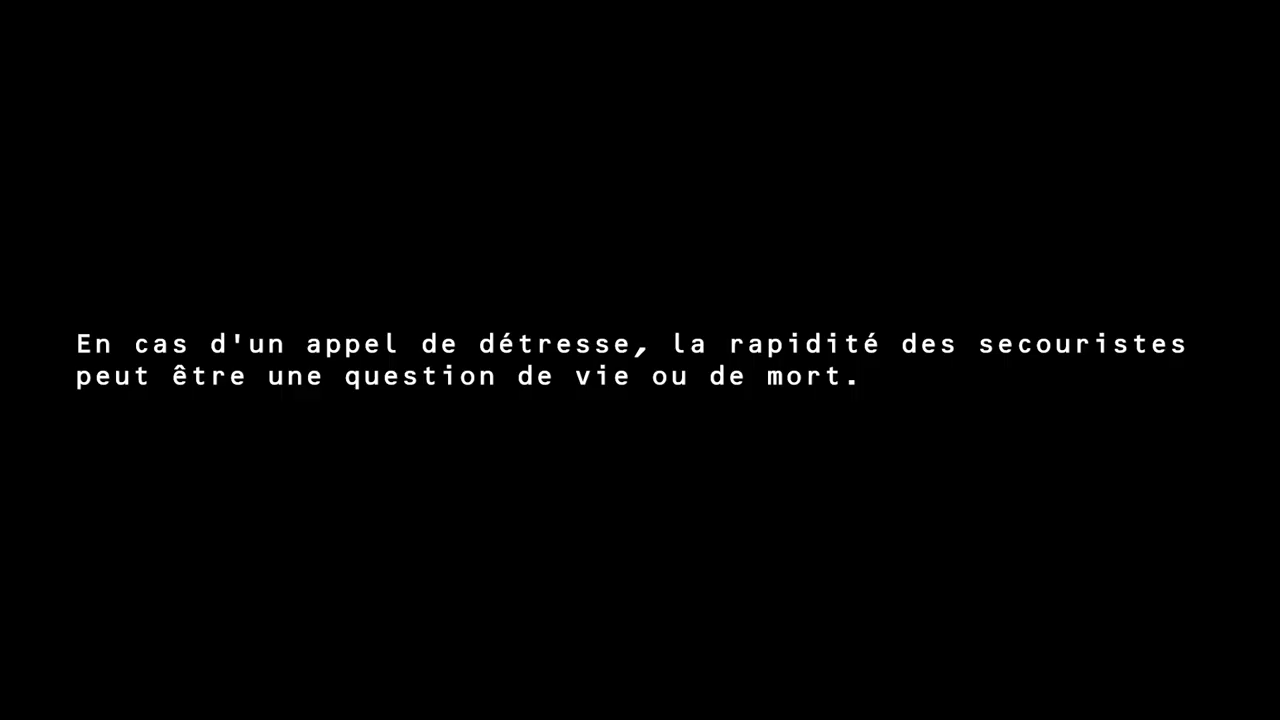 En cas d'un appel de détresse, la rapidité des secouristes
peut être une question de vie ou de mort.